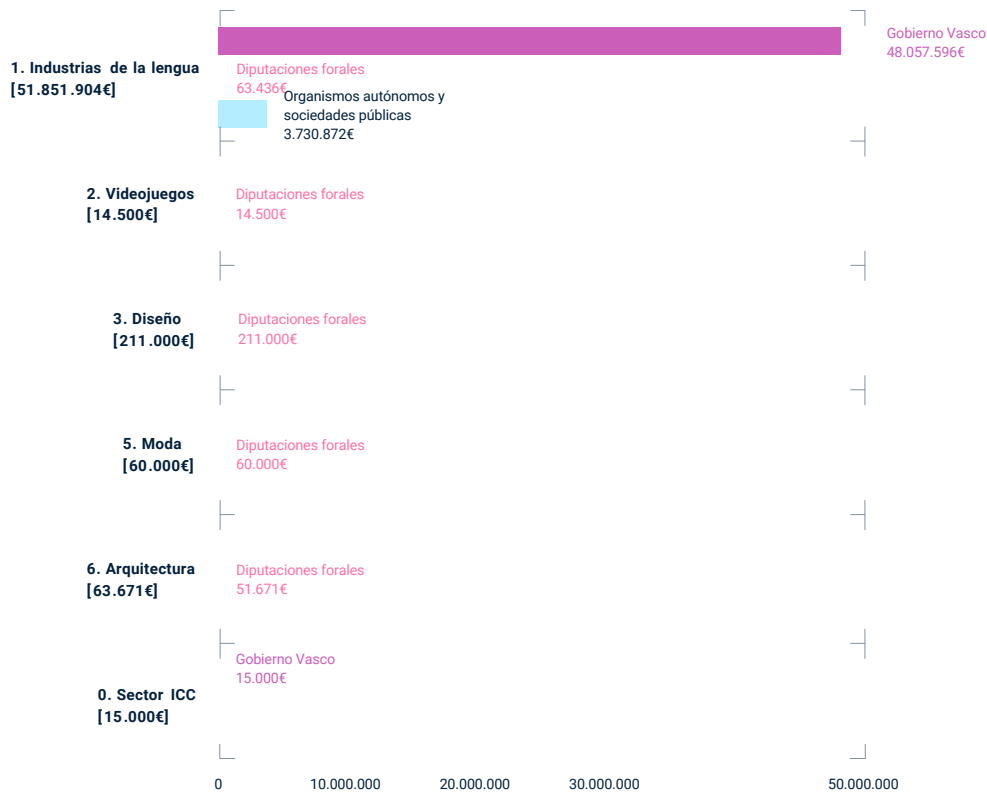 Gobierno Vasco
48.057.596€
1. Industrias de la lengua
[51.851.904€]
Diputaciones forales
63.436€
Organismos autónomos y
sociedades públicas
3.730.872€
2. Videojuegos
[14.500€]
Diputaciones forales
14.500€
3. Diseño
[211.000€]
Diputaciones forales
211.000€
5. Moda
[60.000€]
Diputaciones forales
60.000€
6. Arquitectura
[63.671€]
Diputaciones forales
51.671€
Gobierno Vasco
15.000€
0. Sector ICC
[15.000€]
0 10.000.000 20.000.000 30.000.000 50.000.000